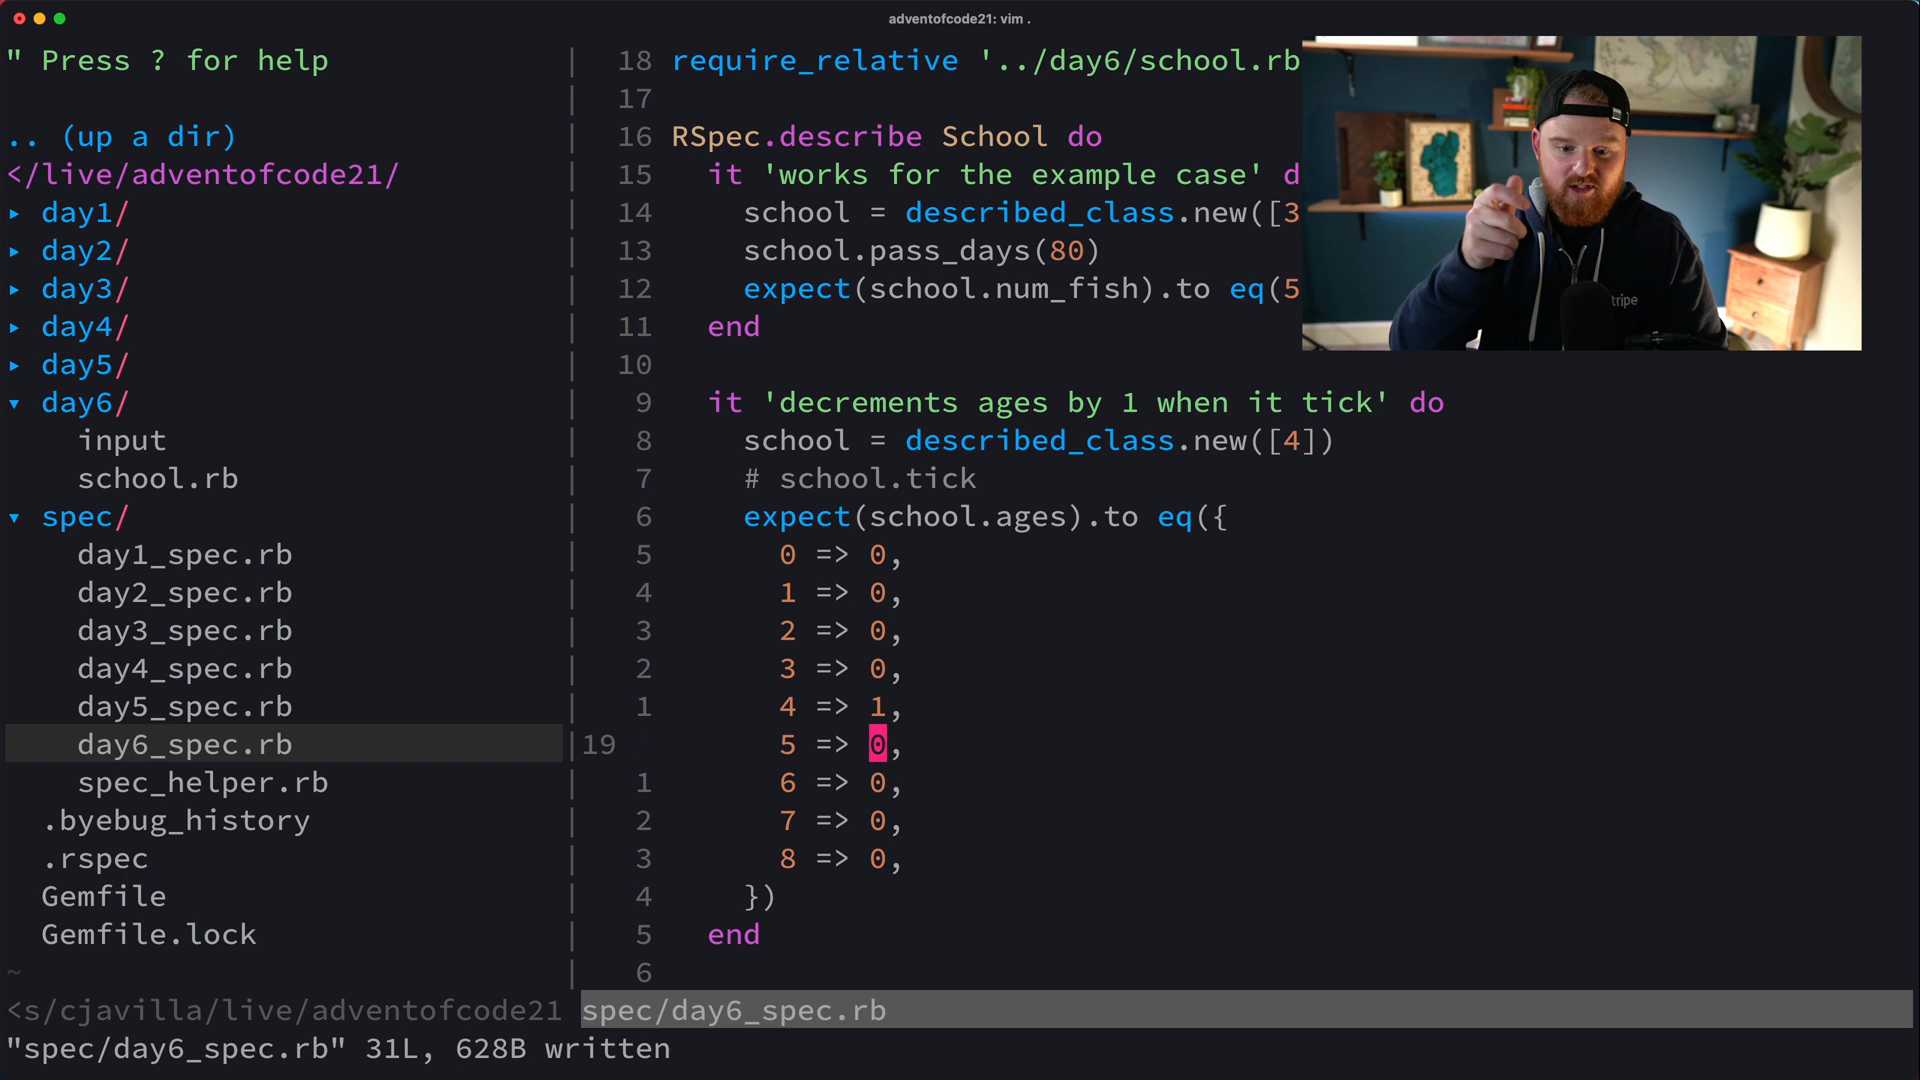 adventofcode21: vim .
" Press ? for help
.. (up a dir)
</live/adventofcode21/
▸ day1/
▸ day2/
▸ day3/
▸ day4/
▸ day5/
▾ day6/
input
school.rb
▾ spec/
day1_spec.rb
day2_spec.rb
day3_spec.rb
day4_spec.rb
day5_spec.rb
day6_spec.rb
spec_helper.rb
.byebug_history
.rspec
Gemfile
Gemfile.lock
~
<s/cjavilla/live/adventofcode21
18 require_relative '../day6/school.rb
17
16 RSpec.describe School do
15 it 'works for the example case' d
14 school = described_class.new([3
13 school.pass_days(80)
12 expect(school.num_fish).to eq(5
11 end
10
9 it 'decrements ages by 1 when it tick' do
8 school = described_class.new([4])
7 # school.tick
6 expect(school.ages).to eq({
5 0 => 0,
4 1 => 0,
3 2 => 0,
2 3 => 0,
1 4 => 1,
19 5 => 0,
1 6 => 0,
2 7 => 0,
3 8 => 0,
4 })
5 end
6
spec/day6_spec.rb
"spec/day6_spec.rb" 31L, 628B written
tripe